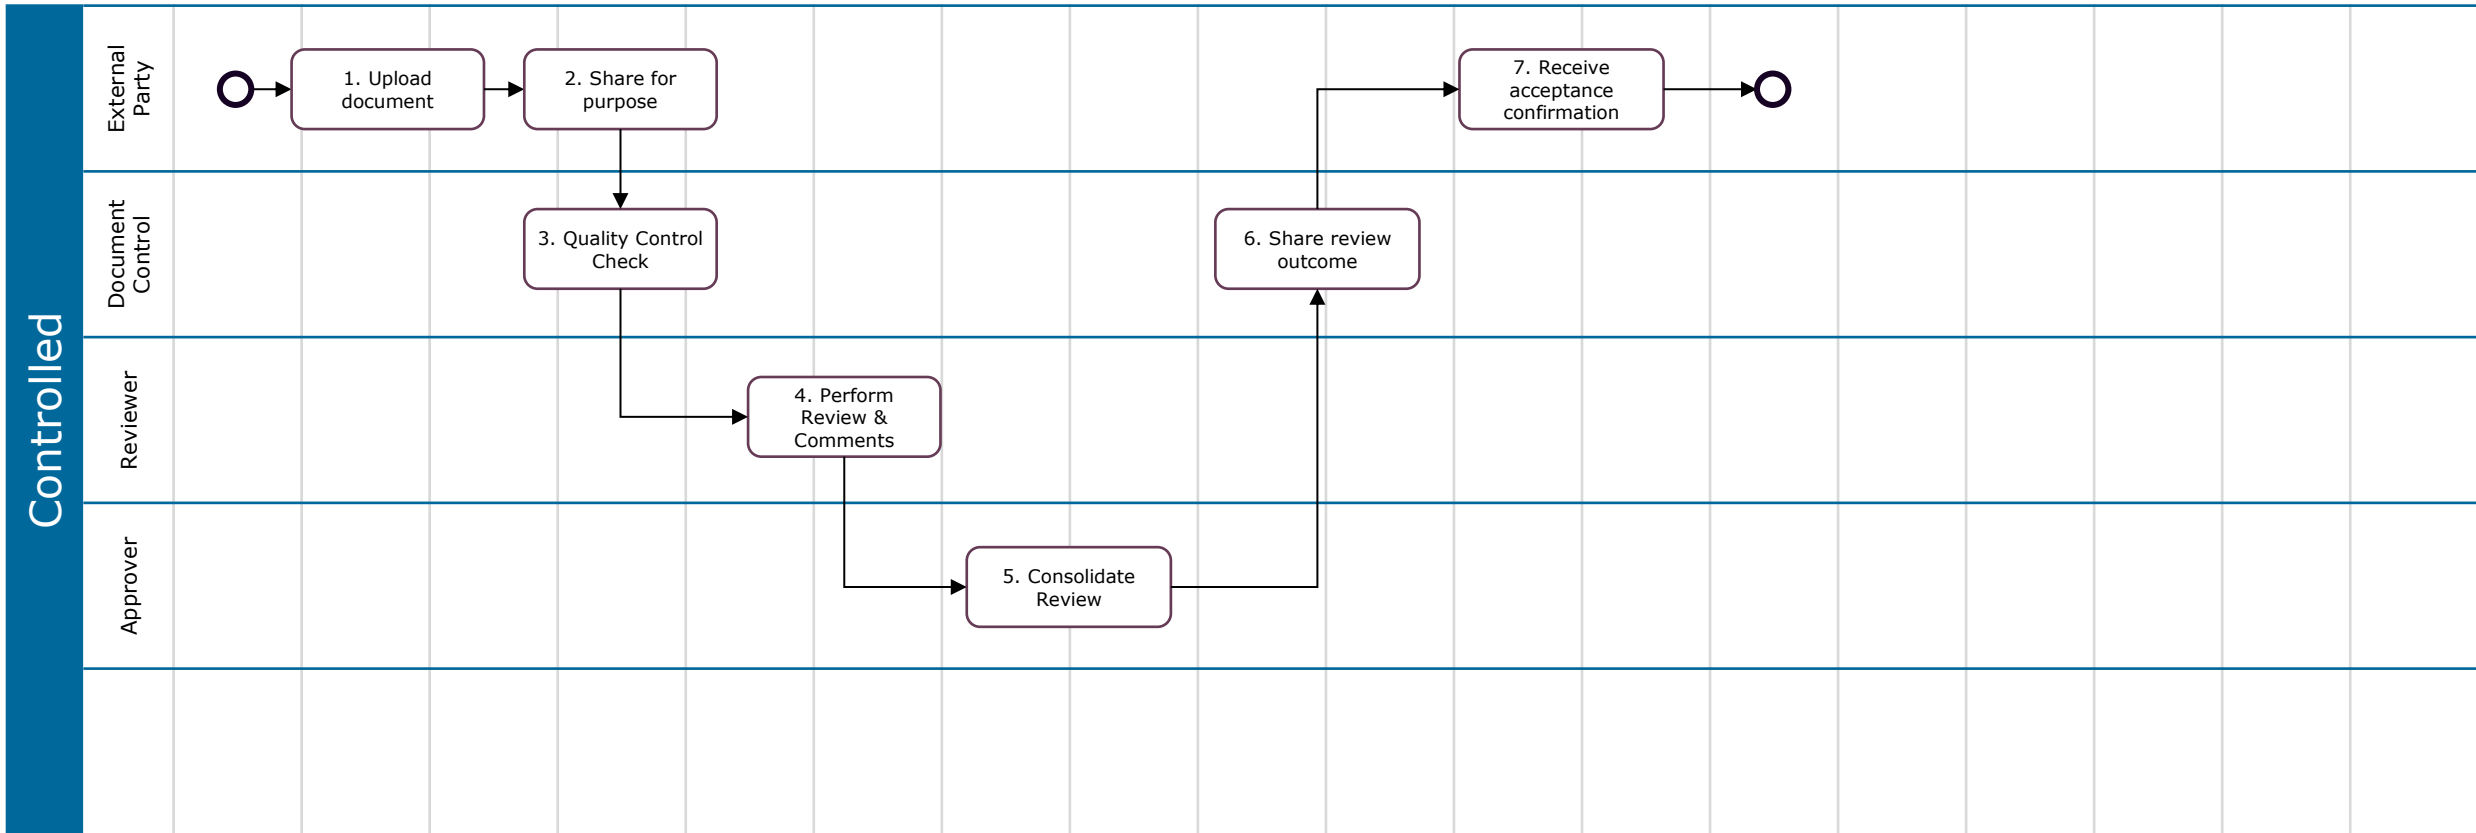 Controlled
External
Party
1. Upload
document
2. Share for
purpose
7. Receive
acceptance
confirmation
Document
Control
3. Quality Control
Check
6. Share review
outcome
Reviewer
4. Perform
Review &
Comments
Approver
5. Consolidate
Review